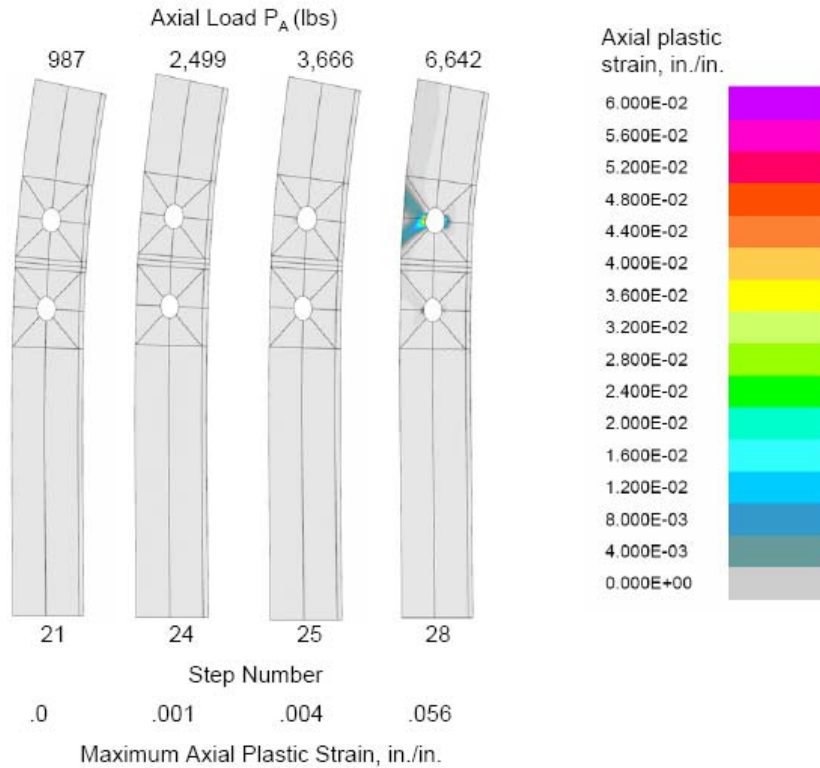 Axial Load PA (lbs)
987 2,499 3,666 6,642
21 24 25 28
Step Number
.0 .001 .004 .056
Maximum Axial Plastic Strain, in./in.
Axial plastic
strain, in./in.
6.000E-02
5.600E-02
5.200E-02
4.800E-02
4.400E-02
4.000E-02
3.600E-02
3.200E-02
2.800E-02
2.400E-02
2.000E-02
1.600E-02
1.200E-02
8.000E-03
4.000E-03
0.000E+00